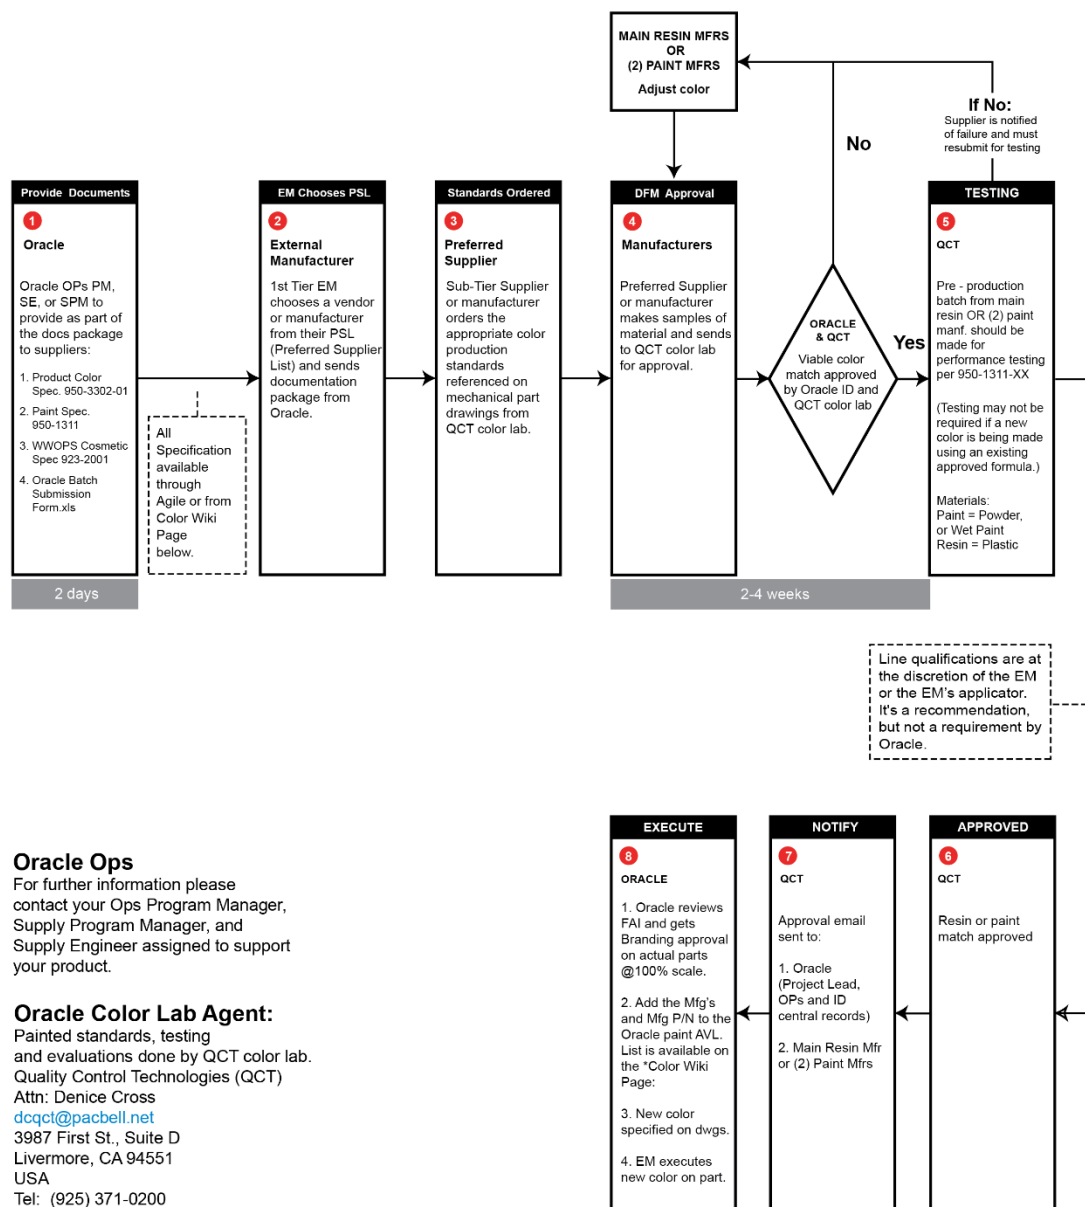 MAIN RESIN MFRS
OR
(2) PAINT MFRS
Adjust color
If No:
Supplier is notified
of failure and must
resubmit for testing
No
Provide Documents
1
Oracle
Oracle OPs PM,
SE, or SPM to
provide as part of
the docs package
to suppliers:
1. Product Color
Spec. 950-3302-01
2. Paint Spec.
950-1311
3. WWOPS Cosmetic
Spec 923-2001
4. Oracle Batch
Submission
Form.xls
2 days
All
Specification
available
through
Agile or from
Color Wiki
Page
below.
EM Chooses PSL
2
External
Manufacturer
1st Tier EM
chooses a vendor
or manufacturer
from their PSL
(Preferred Supplier
List) and sends
documentation
package from
Oracle.
Standards Ordered
3
Preferred
Supplier
Sub-Tier Supplier
or manufacturer
orders the
appropriate color
production
standards
referenced on
mechanical part
drawings from
QCT color lab.
DFM Approval
4
Manufacturers
Preferred Supplier
or manufacturer
makes samples of
material and sends
to QCT color lab
for approval.
ORACLE
& QCT
Viable color
match approved
by Oracle ID and
QCT color lab
Yes
2-4 weeks
TESTING
5
QCT
Pre - production
batch from main
resin OR (2) paint
manf. should be
made for
performance testing
per 950-1311-XX
(Testing may not be
required if a new
color is being made
using an existing
approved formula.)
Materials:
Paint = Powder,
or Wet Paint
Resin = Plastic
Line qualifications are at
the discretion of the EM
or the EM's applicator.
It's a recommendation,
but not a requirement by
Oracle.
APPROVED
6
QCT
Resin or paint
match approved
NOTIFY
7
QCT
Approval email
sent to:
1. Oracle
(Project Lead,
OPs and ID
central records)
2. Main Resin Mfr
or (2) Paint Mfrs
EXECUTE
8
ORACLE
1. Oracle reviews
FAI and gets
Branding approval
on actual parts
@100% scale.
2. Add the Mfg's
and Mfg P/N to the
Oracle paint AVL.
List is available on
the *Color Wiki
Page:
3. New color
specified on dwgs.
4. EM executes
new color on part.
Oracle Ops
For further information please
contact your Ops Program Manager,
Supply Program Manager, and
Supply Engineer assigned to support
your product.
Oracle Color Lab Agent:
Painted standards, testing
and evaluations done by QCT color lab.
Quality Control Technologies (QCT)
Attn: Denice Cross
dcqct@pacbell.net
3987 First St., Suite D
Livermore, CA 94551
USA
Tel: (925) 371-0200